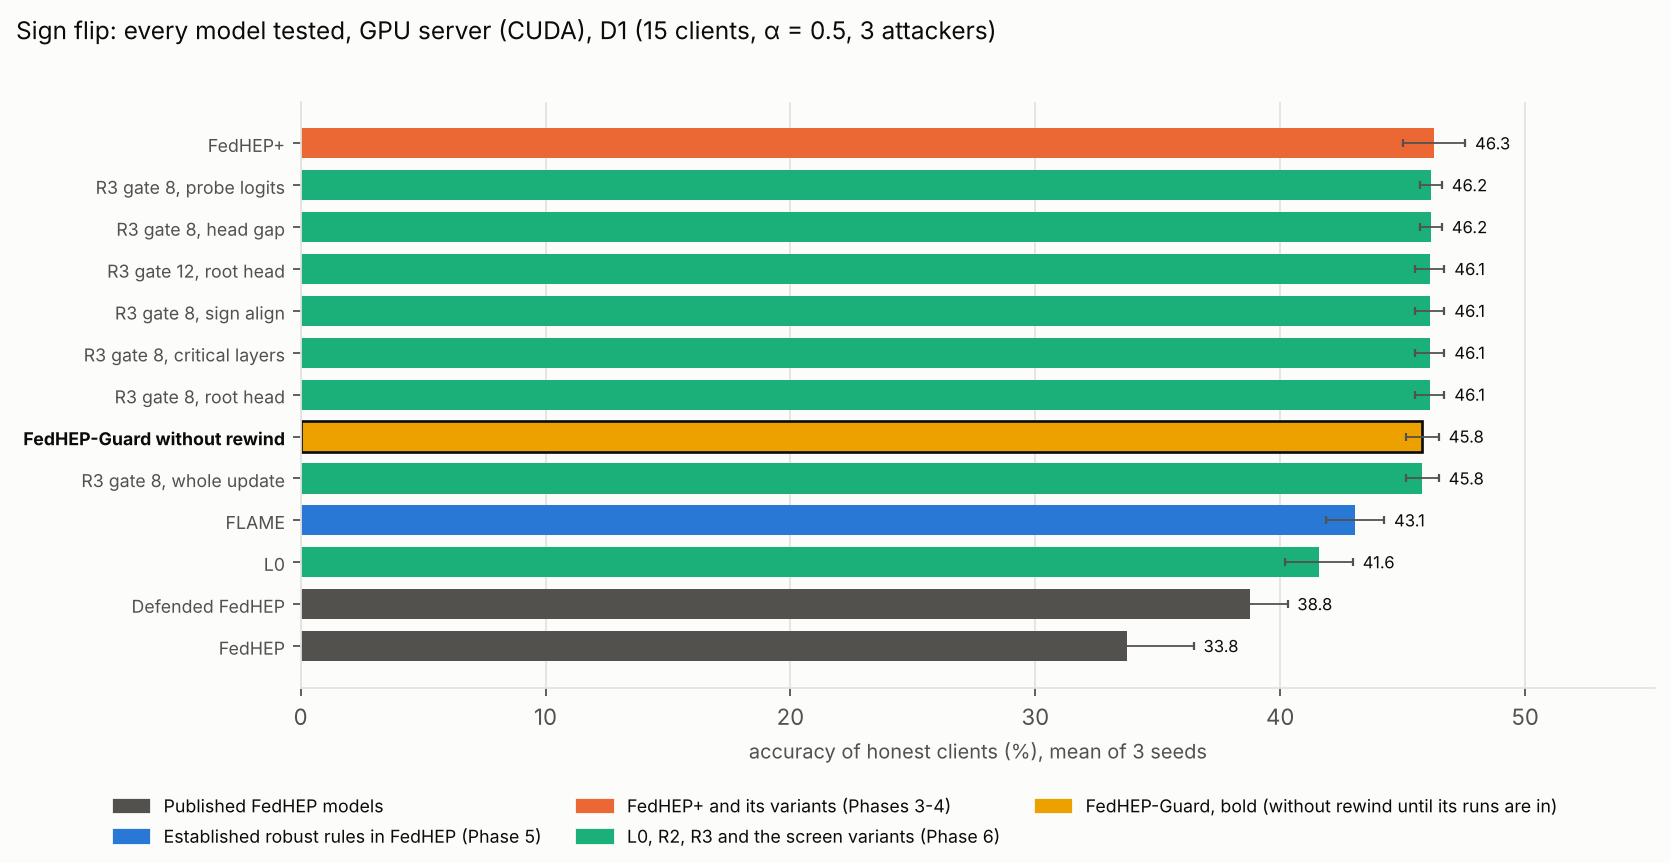 Sign flip: every model tested, GPU server (CUDA), D1 (15 clients, α = 0.5, 3 attackers)
FedHEP+ 46.3
R3 gate 8, probe logits 46.2
R3 gate 8, head gap 46.2
R3 gate 12, root head 46.1
R3 gate 8, sign align 46.1
R3 gate 8, critical layers 46.1
R3 gate 8, root head 46.1
FedHEP-Guard without rewind 45.8
R3 gate 8, whole update 45.8
FLAME 43.1
L0 41.6
Defended FedHEP 38.8
FedHEP 33.8
0 10 20 30 40 50
accuracy of honest clients (%), mean of 3 seeds
Published FedHEP models
Established robust rules in FedHEP (Phase 5)
FedHEP+ and its variants (Phases 3-4)
L0, R2, R3 and the screen variants (Phase 6)
FedHEP-Guard, bold (without rewind until its runs are in)